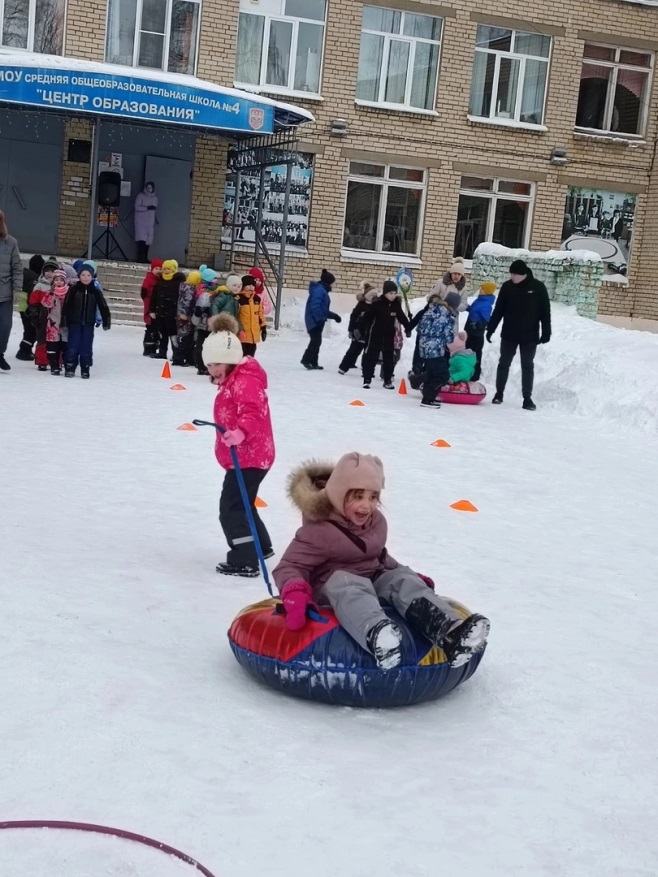 МОУ СРЕДНЯЯ ОБЩЕОБРАЗОВАТЕЛЬНАЯ ШКОЛА №4
"ЦЕНТР ОБРАЗОВАНИЯ"